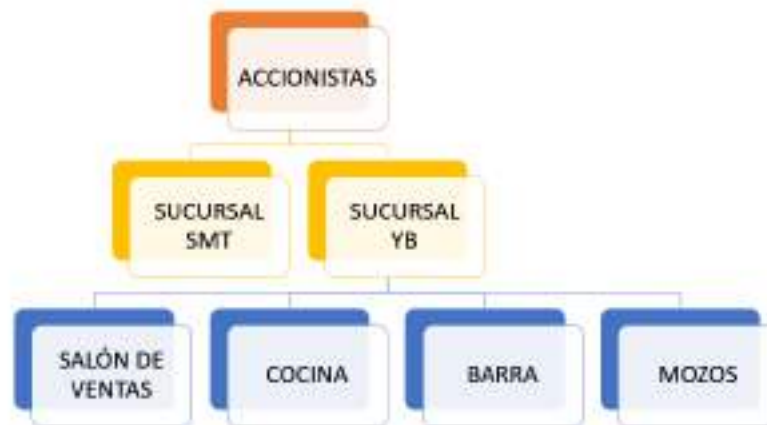 ACCIONISTAS
SUCURSAL
SMT
SUCURSAL
YB
SALÓN DE
VENTAS
COCINA
BARRA
MOZOS